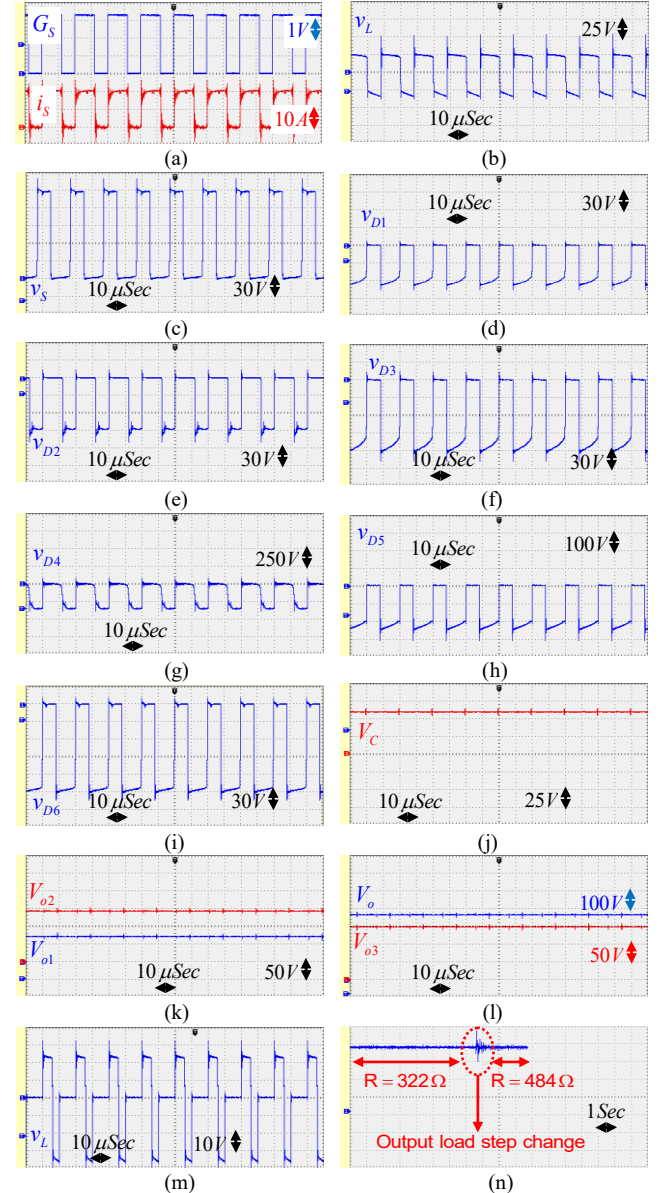 G_S 1V
i_S 10A
(a)
v_L 25V
10 μSec
(b)
v_S 10 μSec 30V
(c)
10 μSec 30V
v_D1
(d)
v_D2 10 μSec 30V
(e)
v_D3
10 μSec 30V
(f)
v_D4 250V
10 μSec
(g)
v_D5 10 μSec 100V
(h)
v_D6 10 μSec 30V
(i)
V_C
10 μSec 25V
(j)
V_o2
V_o1
10 μSec 50V
(k)
V_o 100V
V_o3
10 μSec 50V
(l)
v_L 10 μSec 10V
(m)
R = 322 Ω R = 484 Ω
1Sec
Output load step change
(n)